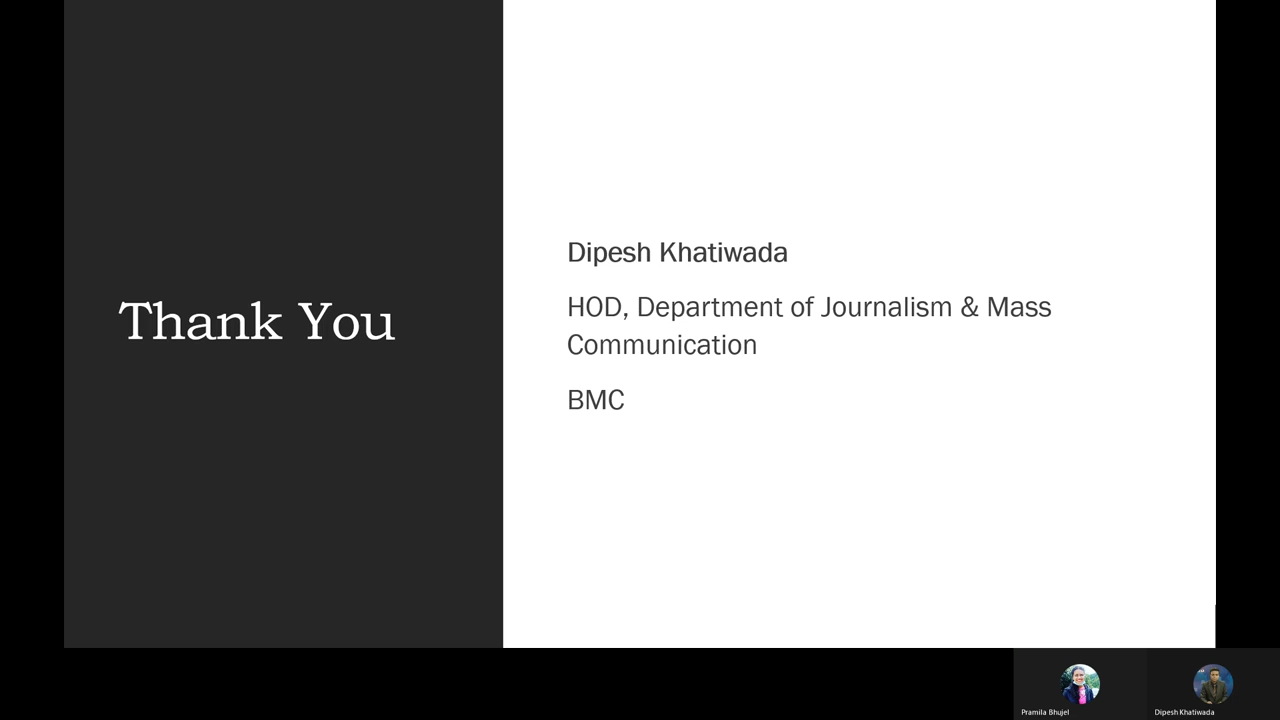 Thank You
Dipesh Khatiwada
HOD, Department of Journalism & Mass
Communication
BMC
Pramila Bhujel
Dipesh Khatiwada